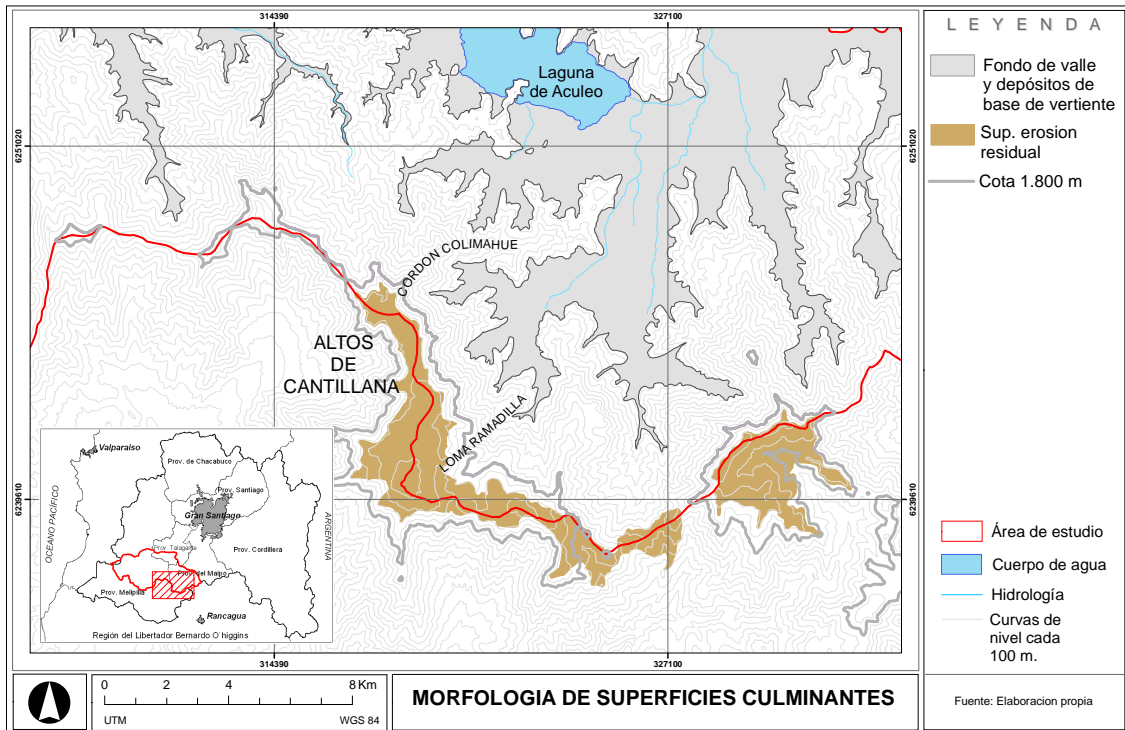 314390
327100
6251020
6251020
Laguna
de Aculeo
CORDON COLIMAHUE
ALTOS
DE
CANTILLANA
LOMA RAMADILLA
6239610
6239610
Valparaiso
Prov. de Chacabuco
Prov. Santiago
Gran Santiago
OCEANO PACIFICO
ARGENTINA
Prov. Talagante
Prov. Cordillera
Prov. del Maipo
Prov. Melipilla
Rancagua
Región del Libertador Bernardo O´higgins
314390
327100
LEYENDA
Fondo de valle
y depósitos de
base de vertiente
Sup. erosion
residual
Cota 1.800 m
Área de estudio
Cuerpo de agua
Hidrología
Curvas de
nivel cada
100 m.
0 2 4 8 Km
UTM WGS 84
MORFOLOGIA DE SUPERFICIES CULMINANTES
Fuente: Elaboracion propia